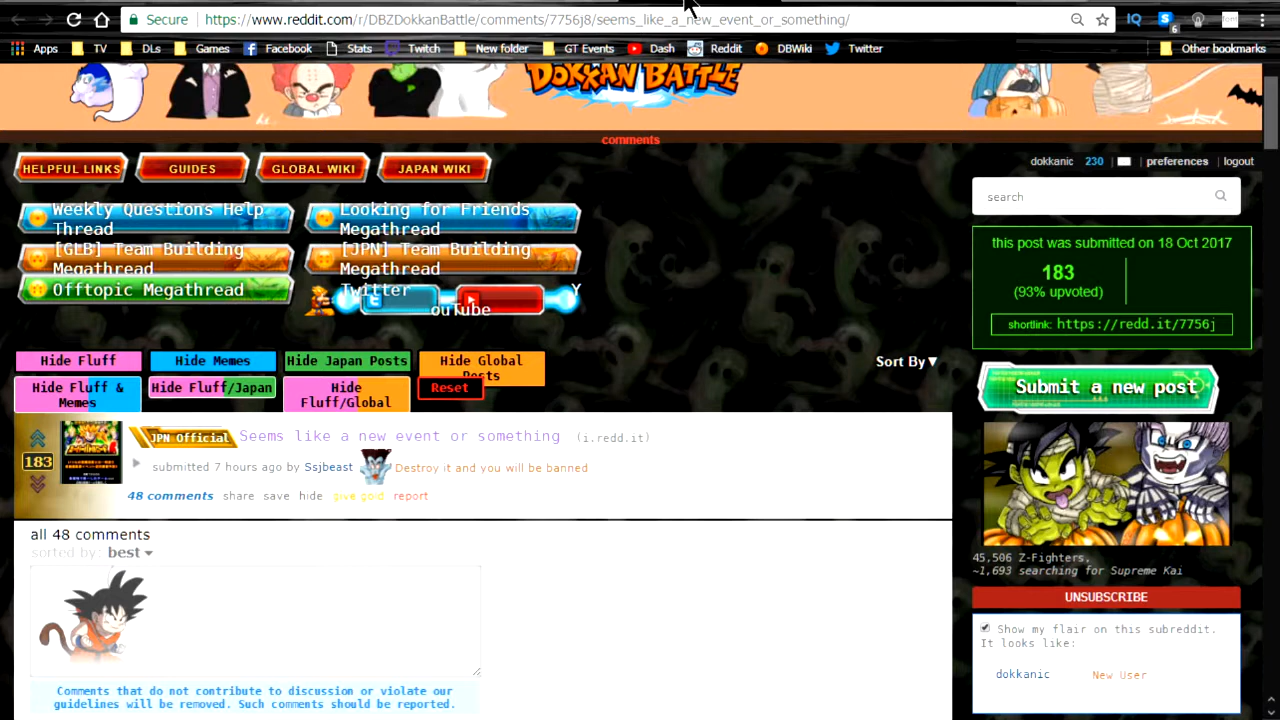 Secure https://www.reddit.com/r/DBZDokkanBattle/comments/7756j8/seems_like_a_new_event_or_something/
IQ
6
Apps TV DLs Games Facebook Stats Twitch New folder GT Events Dash Reddit DBWiki Twitter Other bookmarks
DOKKAN BATTLE
comments
HELPFUL LINKS GUIDES GLOBAL WIKI JAPAN WIKI
dokkanic 230 preferences logout
search
Weekly Questions Help Thread
Looking for Friends Megathread
[GLB] Team Building Megathread
[JPN] Team Building Megathread
Offtopic Megathread
Twitter YouTube
this post was submitted on 18 Oct 2017
183
(93% upvoted)
shortlink: https://redd.it/7756j
Hide Fluff Hide Memes Hide Japan Posts Hide Global Posts
Hide Fluff & Memes Hide Fluff/Japan Hide Fluff/Global Reset
Sort By▼
Submit a new post
183
JPN Official Seems like a new event or something (i.redd.it)
submitted 7 hours ago by Ssjbeast Destroy it and you will be banned
48 comments share save hide give gold report
all 48 comments
sorted by: best
45,506 Z-Fighters,
~1,693 searching for Supreme Kai
UNSUBSCRIBE
Show my flair on this subreddit.
It looks like:
dokkanic New User
Comments that do not contribute to discussion or violate our
guidelines will be removed. Such comments should be reported.